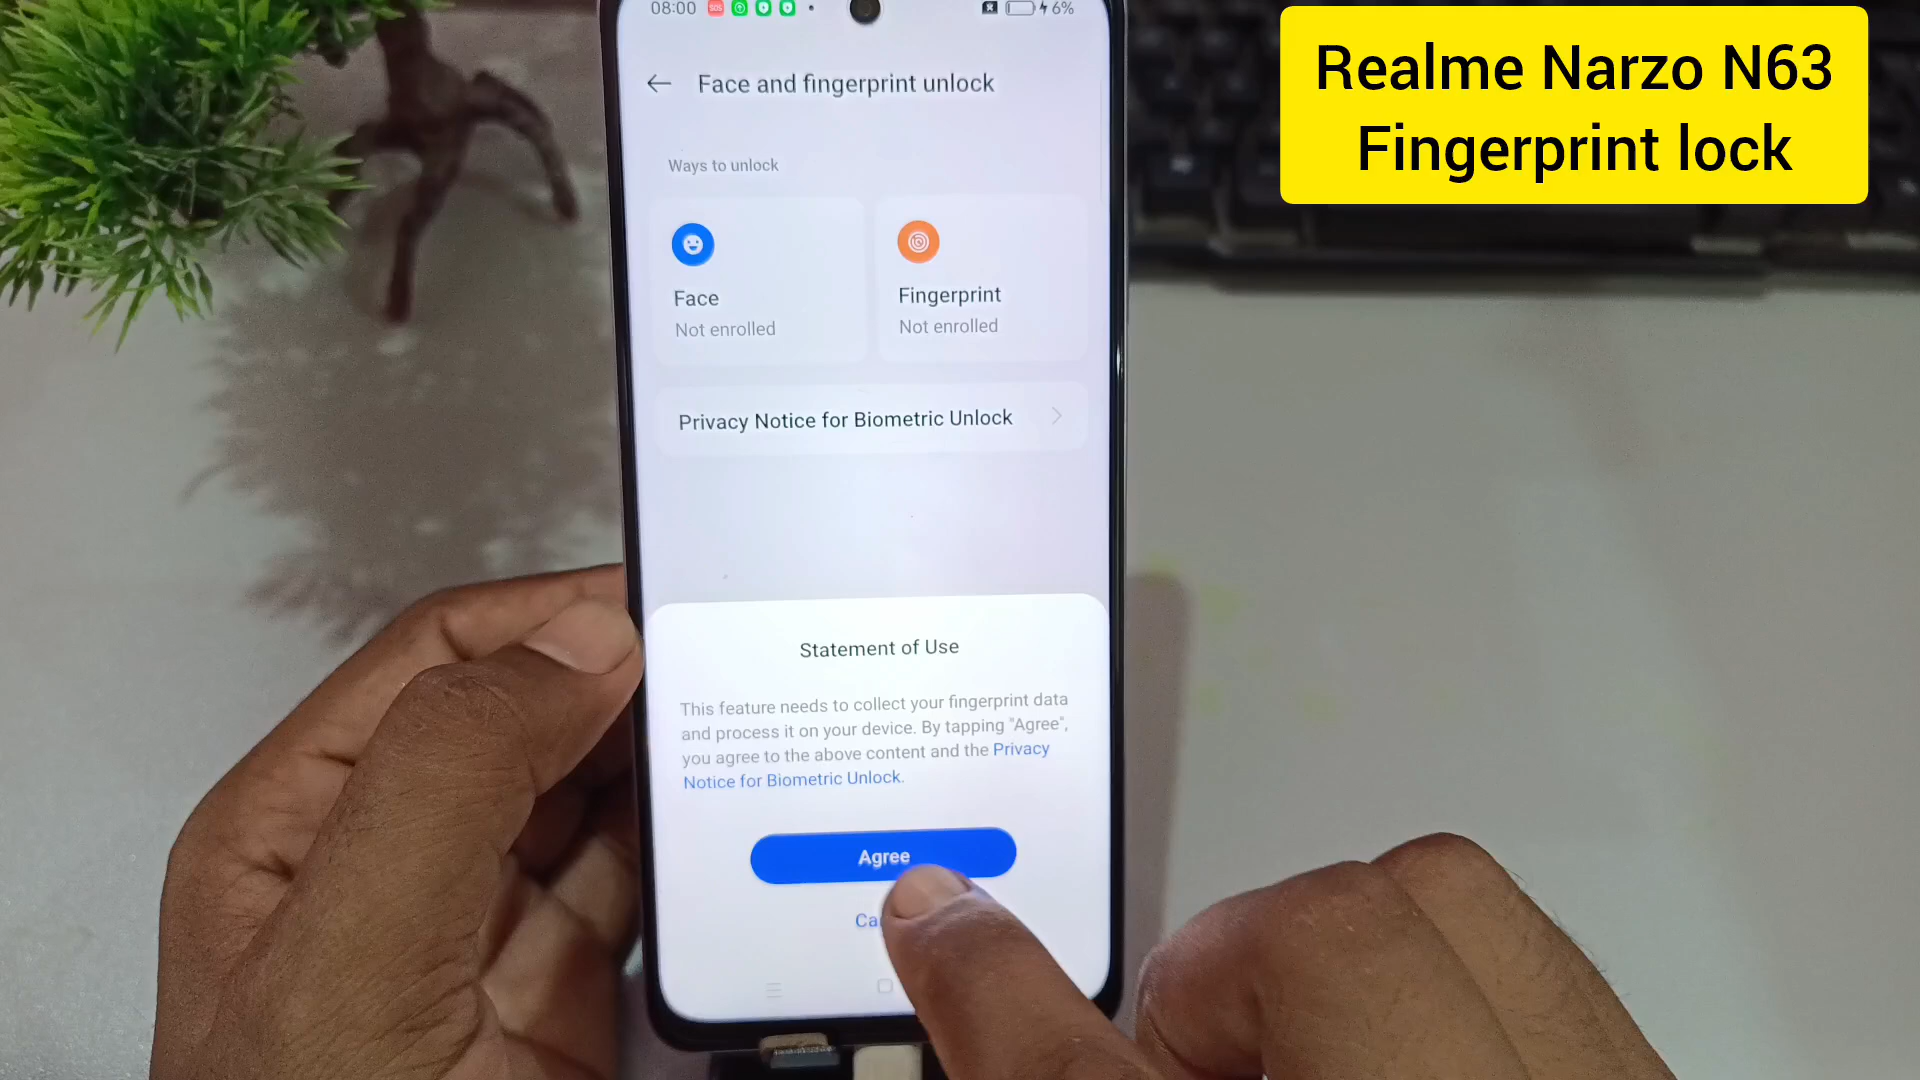 08:00 SOS 6%
Realme Narzo N63
Fingerprint lock
Face and fingerprint unlock
Ways to unlock
Face
Not enrolled
Fingerprint
Not enrolled
Privacy Notice for Biometric Unlock
Statement of Use
This feature needs to collect your fingerprint data
and process it on your device. By tapping "Agree",
you agree to the above content and the Privacy
Notice for Biometric Unlock.
Agree
Ca